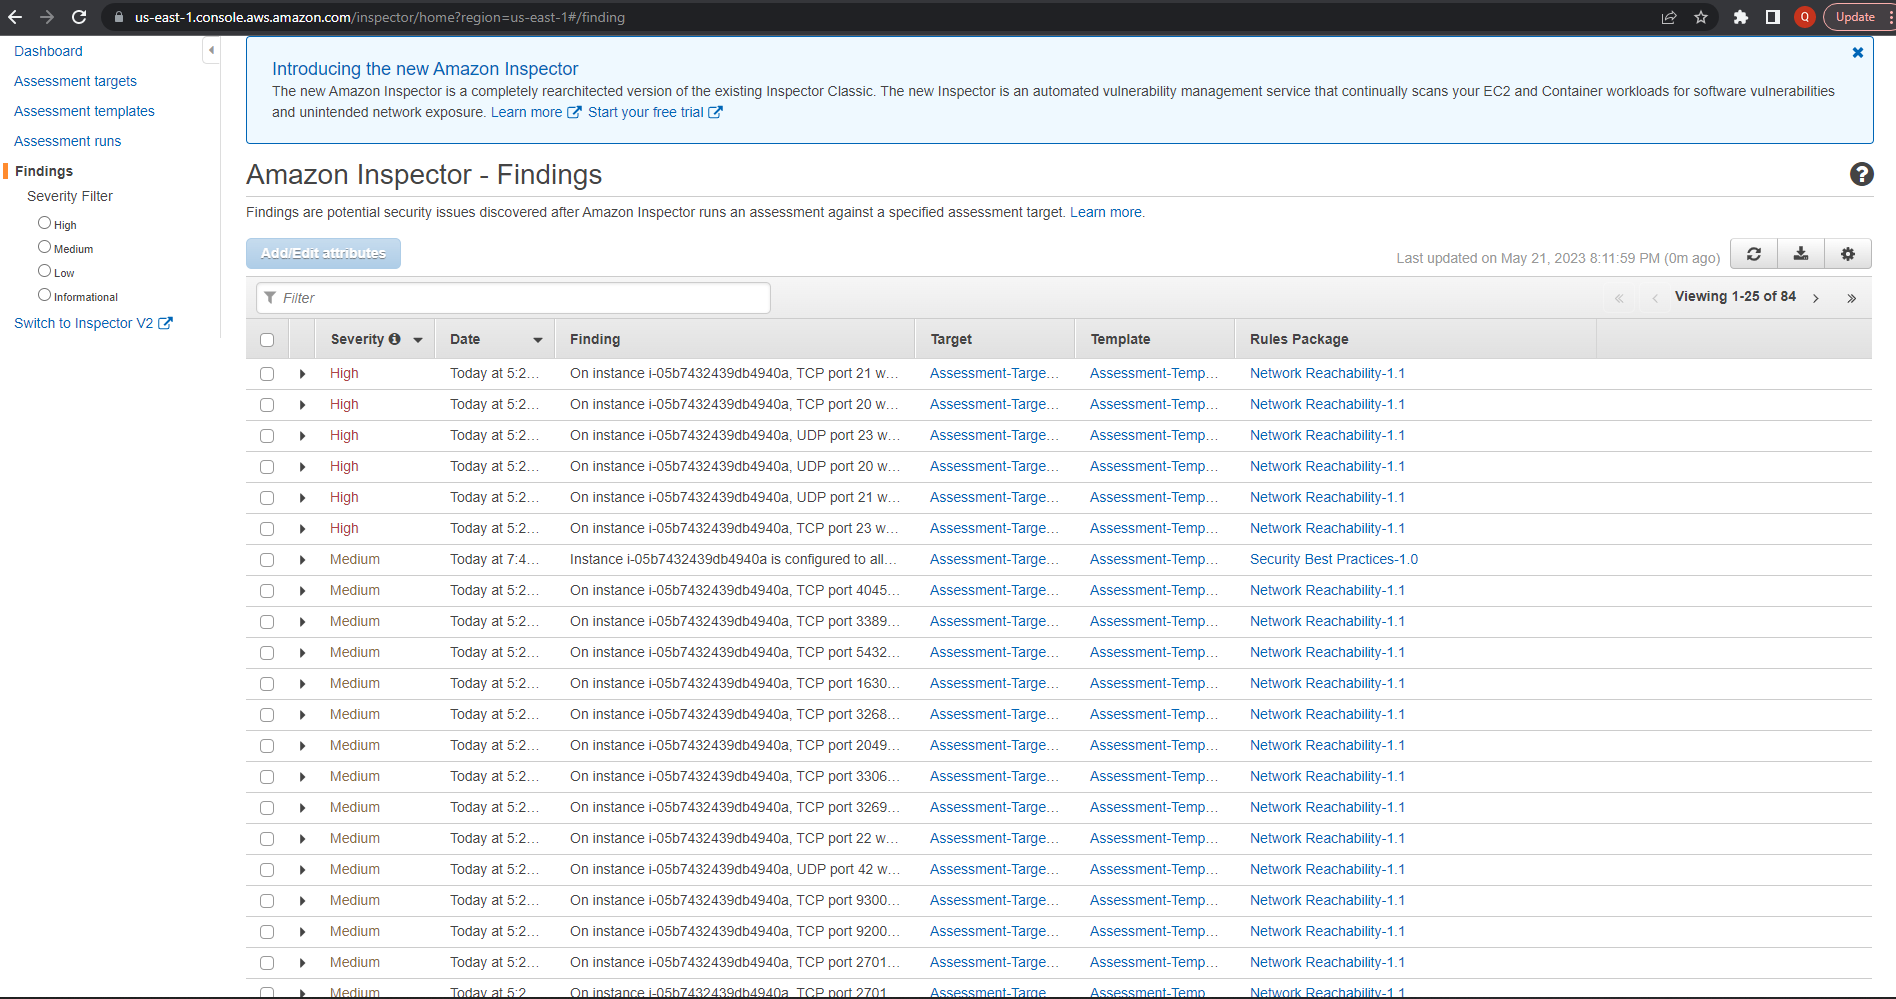 us-east-1.console.aws.amazon.com/inspector/home?region=us-east-1#/finding
Q
Update
Dashboard
Assessment targets
Assessment templates
Assessment runs
Findings
Severity Filter
High
Medium
Low
Informational
Switch to Inspector V2
Introducing the new Amazon Inspector
The new Amazon Inspector is a completely rearchitected version of the existing Inspector Classic. The new Inspector is an automated vulnerability management service that continually scans your EC2 and Container workloads for software vulnerabilities
and unintended network exposure. Learn more Start your free trial
Amazon Inspector - Findings
Findings are potential security issues discovered after Amazon Inspector runs an assessment against a specified assessment target. Learn more.
Add/Edit attributes
Last updated on May 21, 2023 8:11:59 PM (0m ago)
Filter
Viewing 1-25 of 84
Severity Date Finding Target Template Rules Package
High Today at 5:2... On instance i-05b7432439db4940a, TCP port 21 w... Assessment-Targe... Assessment-Temp... Network Reachability-1.1
High Today at 5:2... On instance i-05b7432439db4940a, TCP port 20 w... Assessment-Targe... Assessment-Temp... Network Reachability-1.1
High Today at 5:2... On instance i-05b7432439db4940a, UDP port 23 w... Assessment-Targe... Assessment-Temp... Network Reachability-1.1
High Today at 5:2... On instance i-05b7432439db4940a, UDP port 20 w... Assessment-Targe... Assessment-Temp... Network Reachability-1.1
High Today at 5:2... On instance i-05b7432439db4940a, UDP port 21 w... Assessment-Targe... Assessment-Temp... Network Reachability-1.1
High Today at 5:2... On instance i-05b7432439db4940a, TCP port 23 w... Assessment-Targe... Assessment-Temp... Network Reachability-1.1
Medium Today at 7:4... Instance i-05b7432439db4940a is configured to all... Assessment-Targe... Assessment-Temp... Security Best Practices-1.0
Medium Today at 5:2... On instance i-05b7432439db4940a, TCP port 4045... Assessment-Targe... Assessment-Temp... Network Reachability-1.1
Medium Today at 5:2... On instance i-05b7432439db4940a, TCP port 3389... Assessment-Targe... Assessment-Temp... Network Reachability-1.1
Medium Today at 5:2... On instance i-05b7432439db4940a, TCP port 5432... Assessment-Targe... Assessment-Temp... Network Reachability-1.1
Medium Today at 5:2... On instance i-05b7432439db4940a, TCP port 1630... Assessment-Targe... Assessment-Temp... Network Reachability-1.1
Medium Today at 5:2... On instance i-05b7432439db4940a, TCP port 3268... Assessment-Targe... Assessment-Temp... Network Reachability-1.1
Medium Today at 5:2... On instance i-05b7432439db4940a, TCP port 2049... Assessment-Targe... Assessment-Temp... Network Reachability-1.1
Medium Today at 5:2... On instance i-05b7432439db4940a, TCP port 3306... Assessment-Targe... Assessment-Temp... Network Reachability-1.1
Medium Today at 5:2... On instance i-05b7432439db4940a, TCP port 3269... Assessment-Targe... Assessment-Temp... Network Reachability-1.1
Medium Today at 5:2... On instance i-05b7432439db4940a, TCP port 22 w... Assessment-Targe... Assessment-Temp... Network Reachability-1.1
Medium Today at 5:2... On instance i-05b7432439db4940a, UDP port 42 w... Assessment-Targe... Assessment-Temp... Network Reachability-1.1
Medium Today at 5:2... On instance i-05b7432439db4940a, TCP port 9300... Assessment-Targe... Assessment-Temp... Network Reachability-1.1
Medium Today at 5:2... On instance i-05b7432439db4940a, TCP port 9200... Assessment-Targe... Assessment-Temp... Network Reachability-1.1
Medium Today at 5:2... On instance i-05b7432439db4940a, TCP port 2701... Assessment-Targe... Assessment-Temp... Network Reachability-1.1
Medium Today at 5:2 On instance i-05b7432439db4940a, TCP port 2701 Assessment-Targe Assessment-Temp Network Reachability-1.1